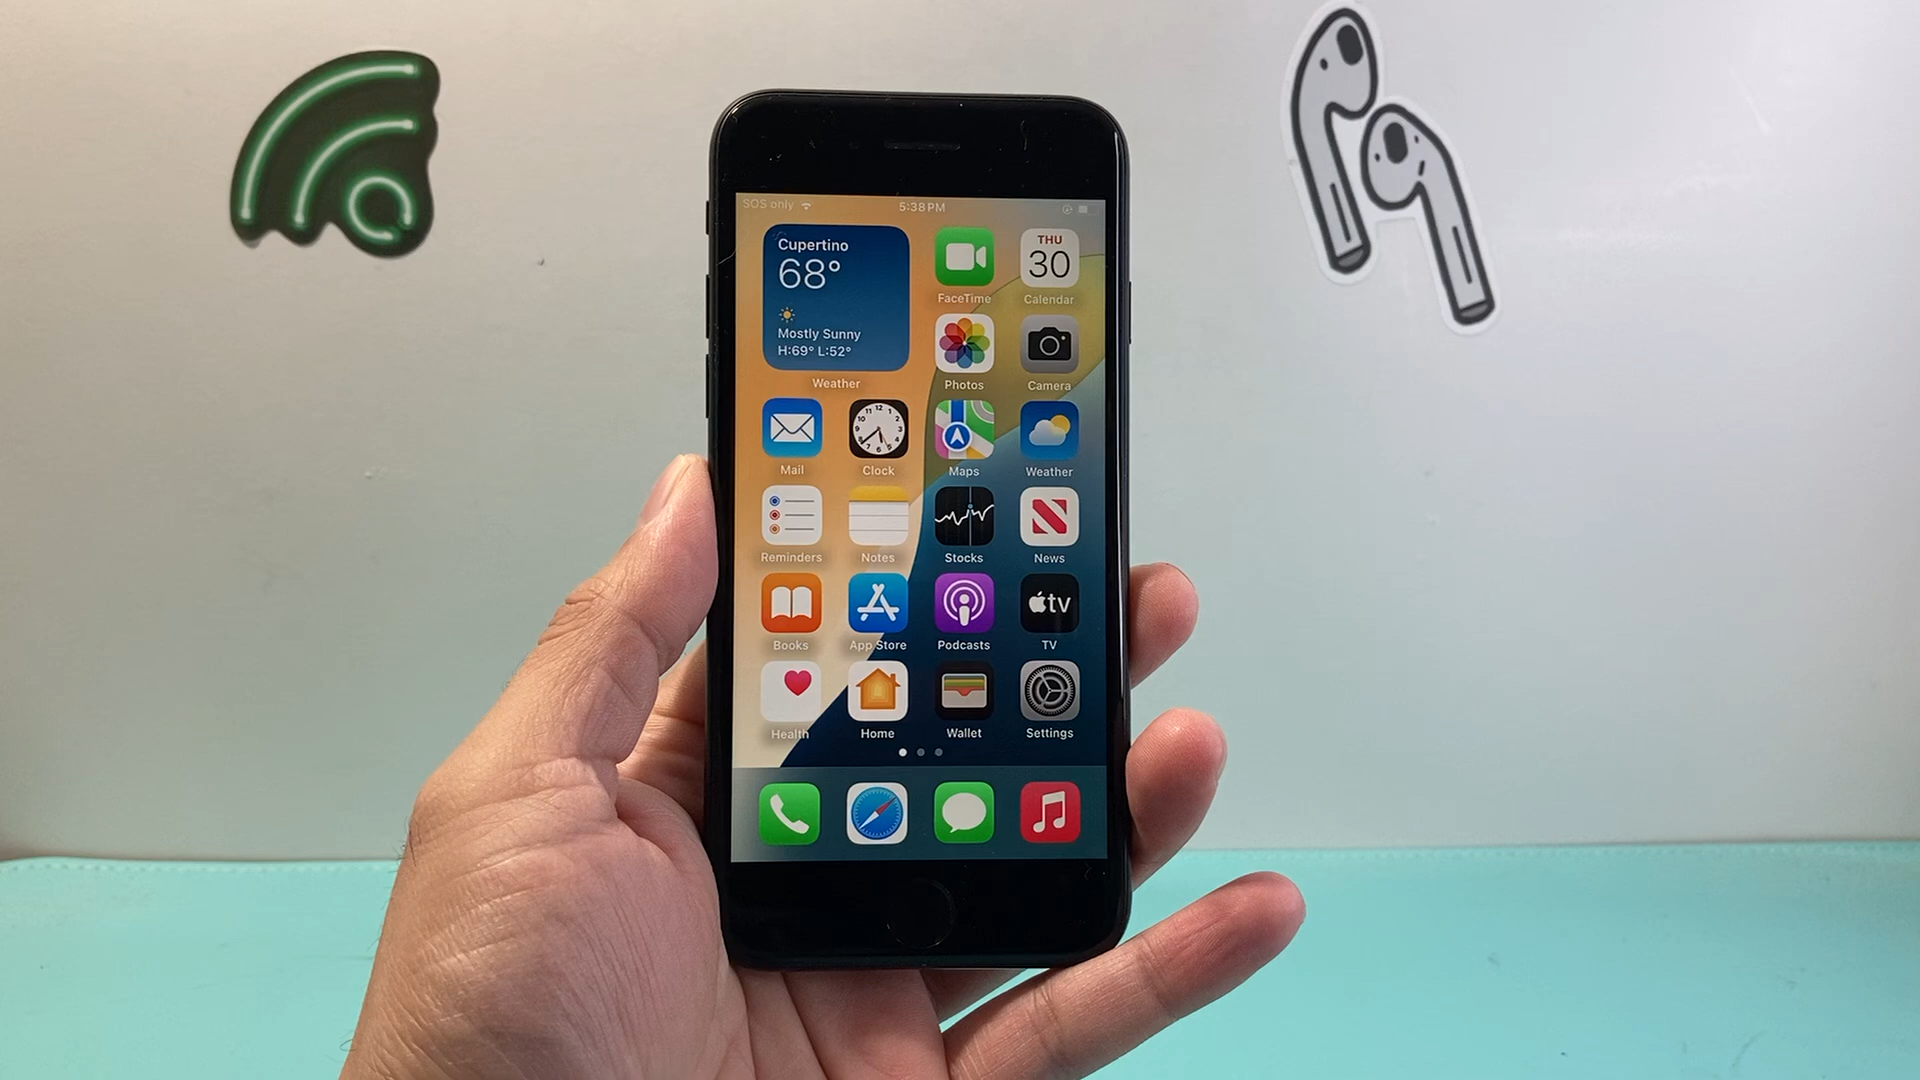 SOS only
5:38 PM
Cupertino
68°
Mostly Sunny
H:69° L:52°
Weather
FaceTime
THU
30
Calendar
Photos
Camera
Mail
Clock
Maps
Weather
Reminders
Notes
Stocks
News
Books
App Store
Podcasts
tv
TV
Health
Home
Wallet
Settings